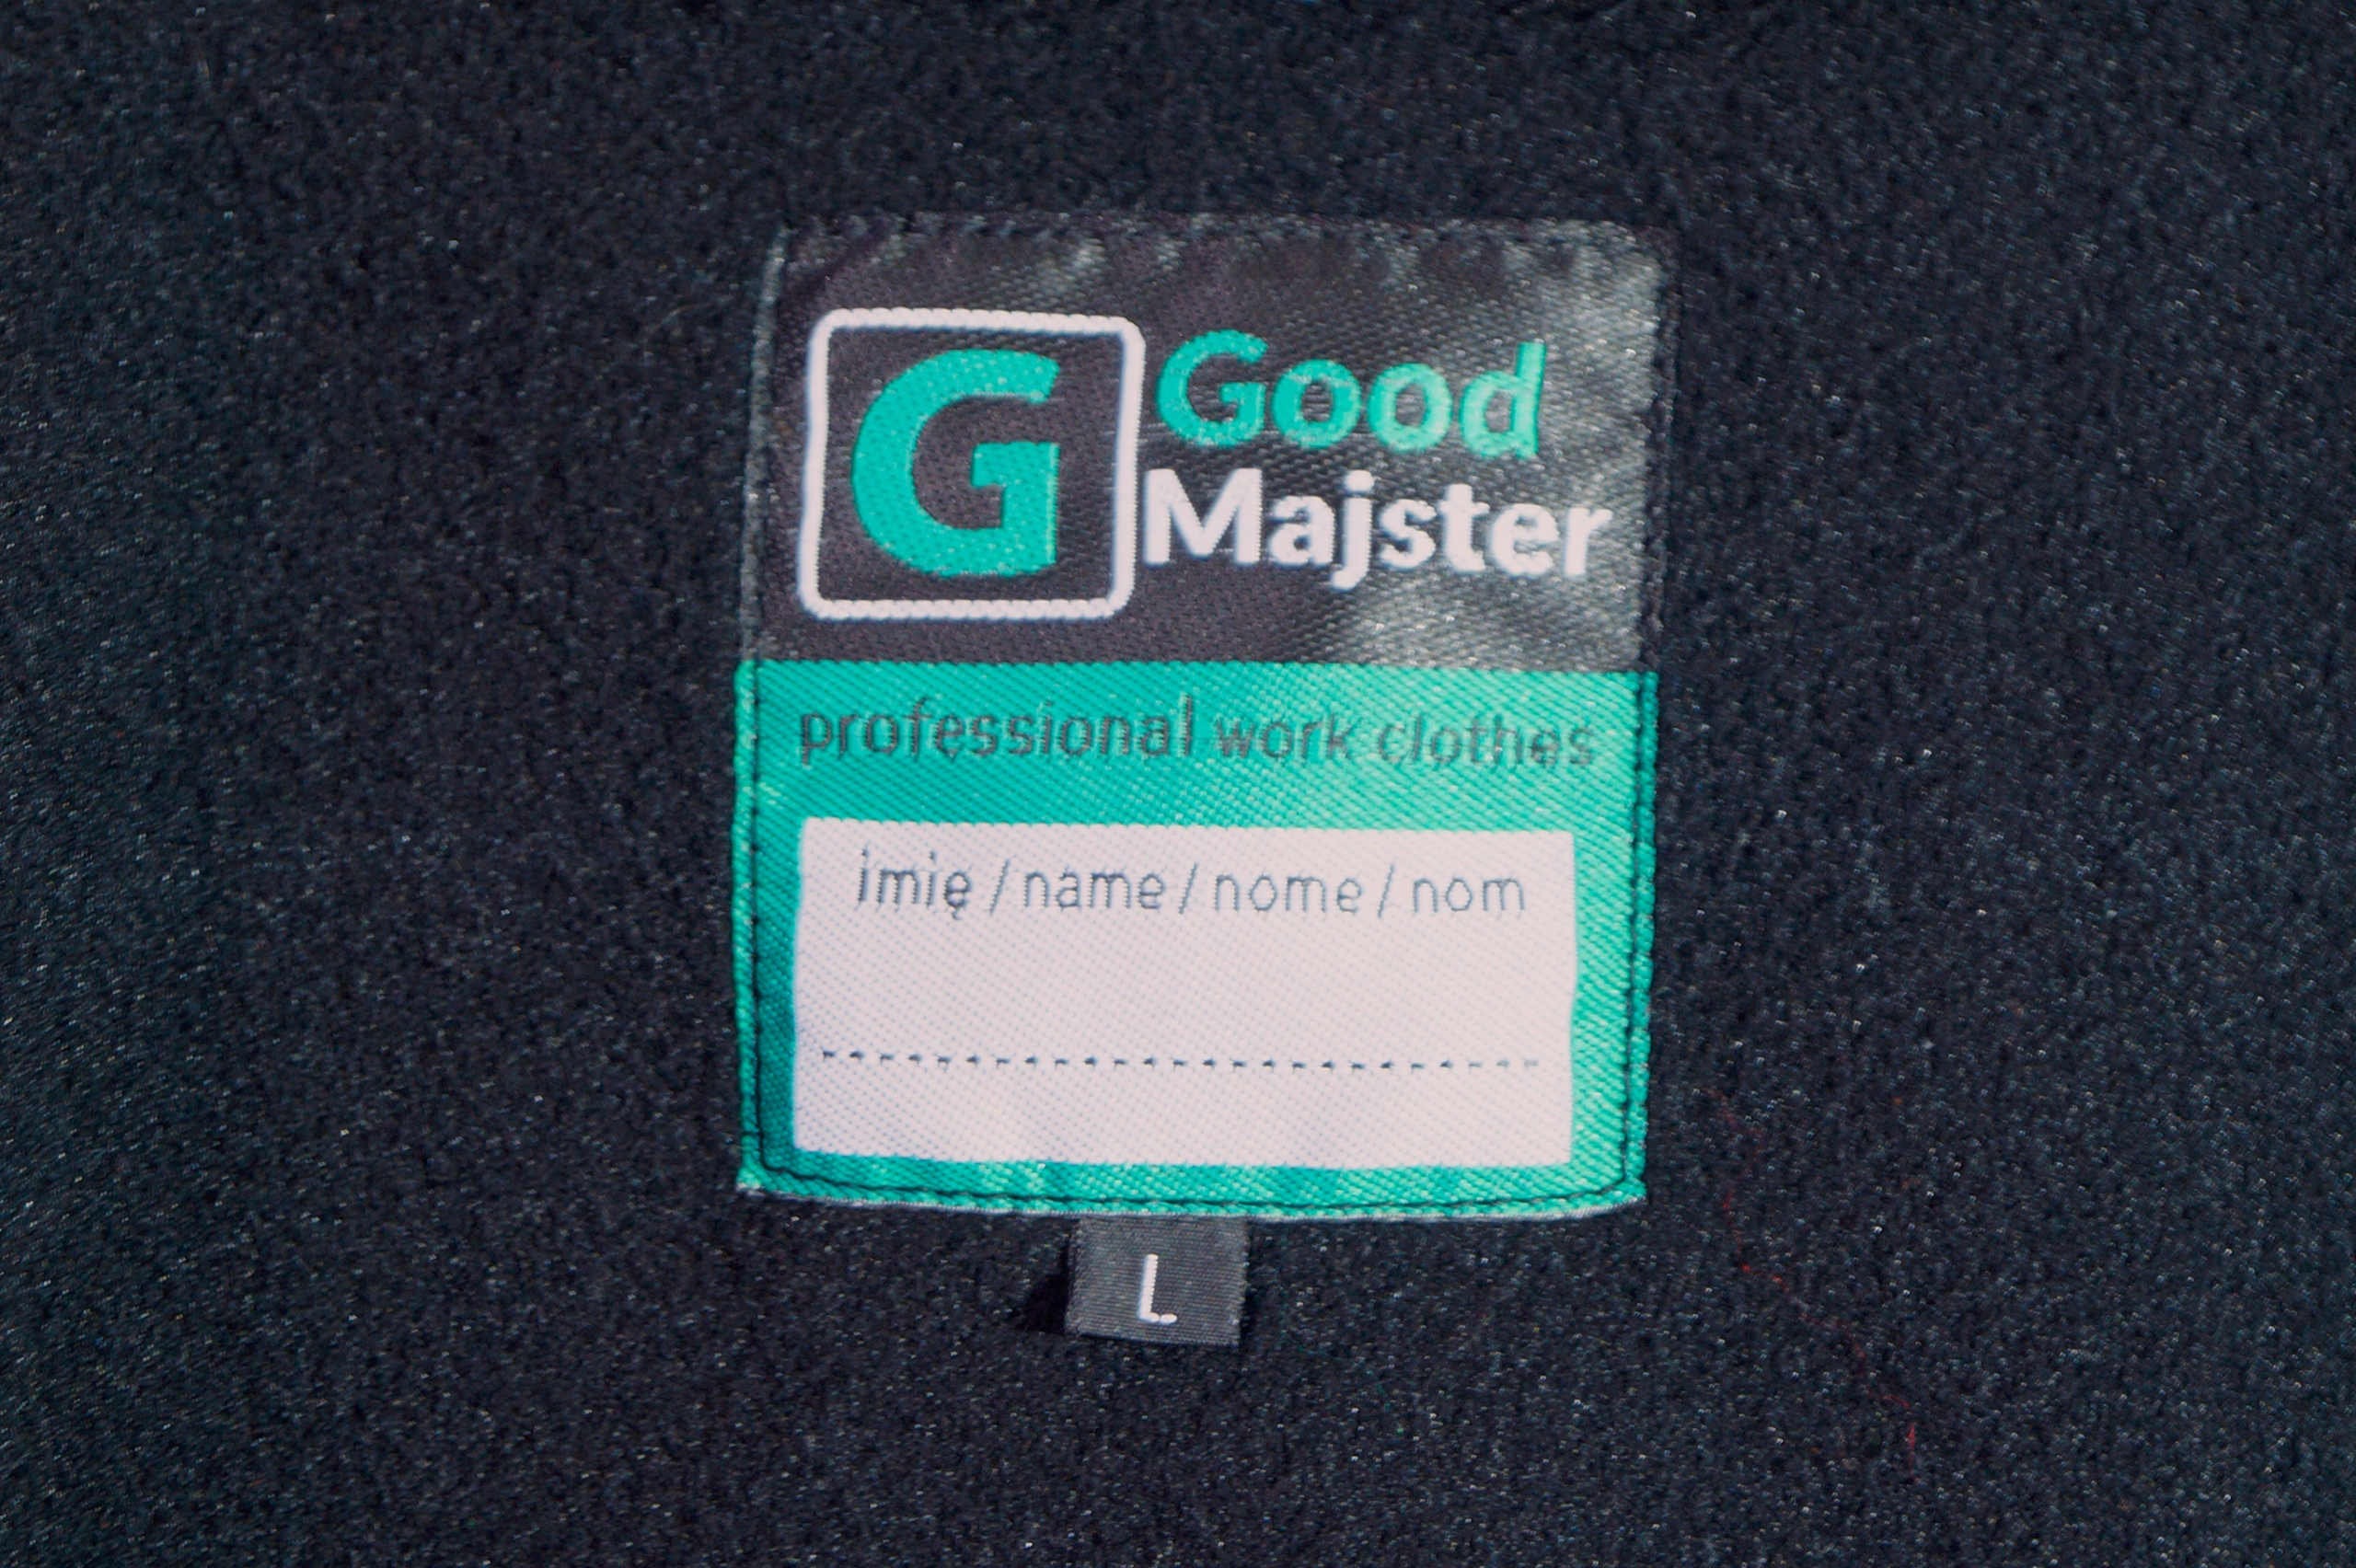 G
Good
Majster
professional work clothes
imię / name / nome / nom
L